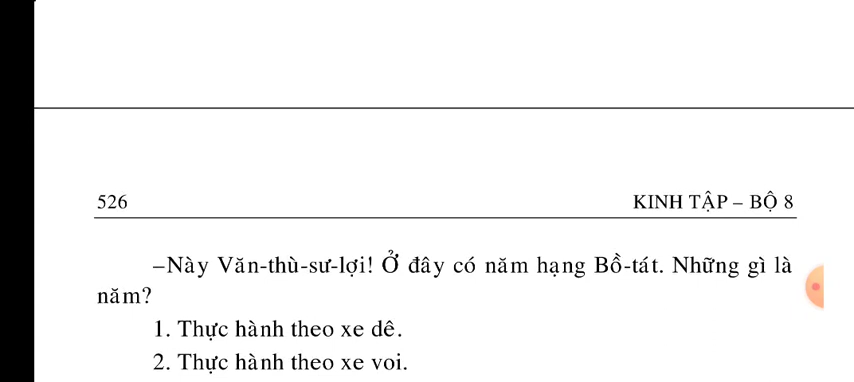 526 KINH TẬP – BỘ 8
–Này Văn-thù-sư-lợi! Ở đây có năm hạng Bồ-tát. Những gì là
năm?
1. Thực hành theo xe dê.
2. Thực hành theo xe voi.